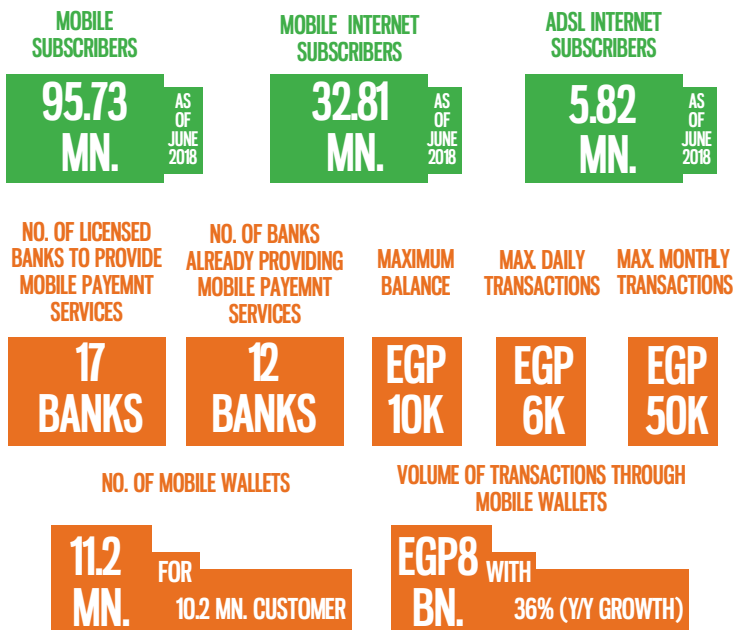 MOBILE
SUBSCRIBERS
95.73
MN.
AS
OF
JUNE
2018
MOBILE INTERNET
SUBSCRIBERS
32.81
MN.
AS
OF
JUNE
2018
ADSL INTERNET
SUBSCRIBERS
5.82
MN.
AS
OF
JUNE
2018
NO. OF LICENSED
BANKS TO PROVIDE
MOBILE PAYEMNT
SERVICES
17
BANKS
NO. OF BANKS
ALREADY PROVIDING
MOBILE PAYEMNT
SERVICES
12
BANKS
MAXIMUM
BALANCE
EGP
10K
MAX. DAILY
TRANSACTIONS
EGP
6K
MAX. MONTHLY
TRANSACTIONS
EGP
50K
NO. OF MOBILE WALLETS
11.2
MN.
FOR
10.2 MN. CUSTOMER
VOLUME OF TRANSACTIONS THROUGH
MOBILE WALLETS
EGP8
BN.
WITH
36% (Y/Y GROWTH)